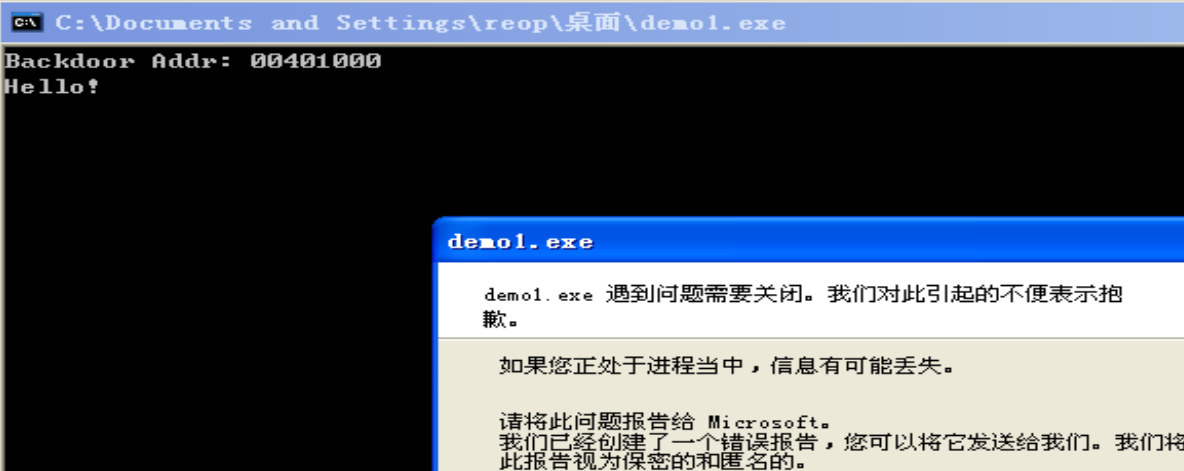 C:\Documents and Settings\reop\桌面\demo1.exe
Backdoor Addr: 00401000
Hello!
demo1.exe
demo1.exe 遇到问题需要关闭。我们对此引起的不便表示抱
歉。
如果您正处于进程当中，信息有可能丢失。
请将此问题报告给 Microsoft。
我们已经创建了一个错误报告，您可以将它发送给我们。我们将
此报告视为保密的和匿名的。